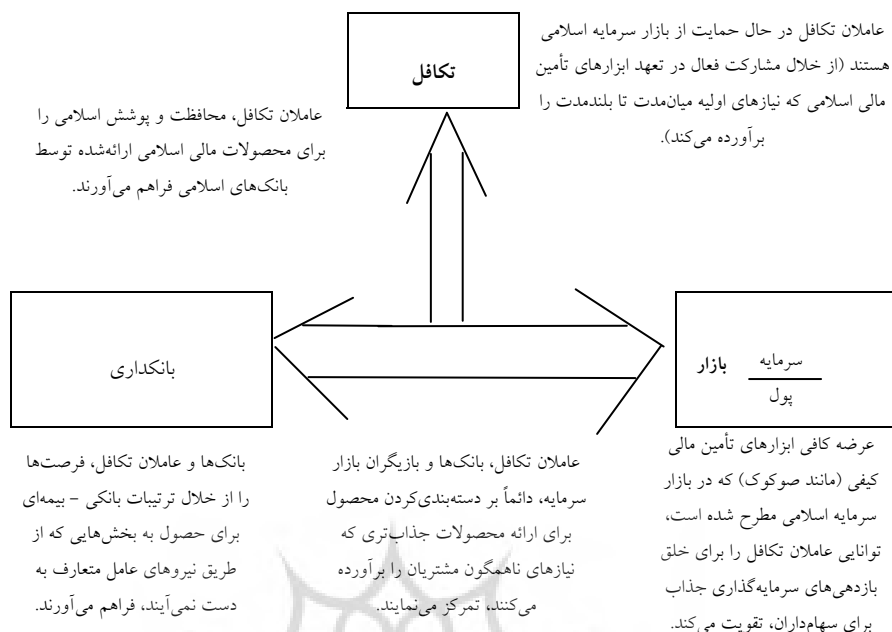 عاملان تکافل در حال حمایت از بازار سرمایه اسلامی
هستند (از خلال مشارکت فعال در تعهد ابزارهای تأمین
مالی اسلامی که نیازهای اولیه میان‌مدت تا بلندمدت را
برآورده می‌کند).
تکافل
عاملان تکافل، محافظت و پوشش اسلامی را
برای محصولات مالی اسلامی ارائه‌شده توسط
بانک‌های اسلامی فراهم می‌آورند.
بازار سرمایه
پول
بانکداری
عرضه کافی ابزارهای تأمین مالی
کیفی (مانند صوکوک) که در بازار
سرمایه اسلامی مطرح شده است،
توانایی عاملان تکافل را برای خلق
بازدهی‌های سرمایه‌گذاری جذاب
برای سهام‌داران، تقویت می‌کند.
عاملان تکافل، بانک‌ها و بازیگران بازار
سرمایه، دائماً بر دسته‌بندی‌کردن محصول
برای ارائه محصولات جذاب‌تری که
نیازهای ناهمگون مشتریان را برآورده
می‌کنند، تمرکز می‌نمایند.
بانک‌ها و عاملان تکافل، فرصت‌ها
را از خلال ترتیبات بانکی – بیمه‌ای
برای حصول به بخش‌هایی که از
طریق نیروهای عامل متعارف به
دست نمی‌آیند، فراهم می‌آورند.